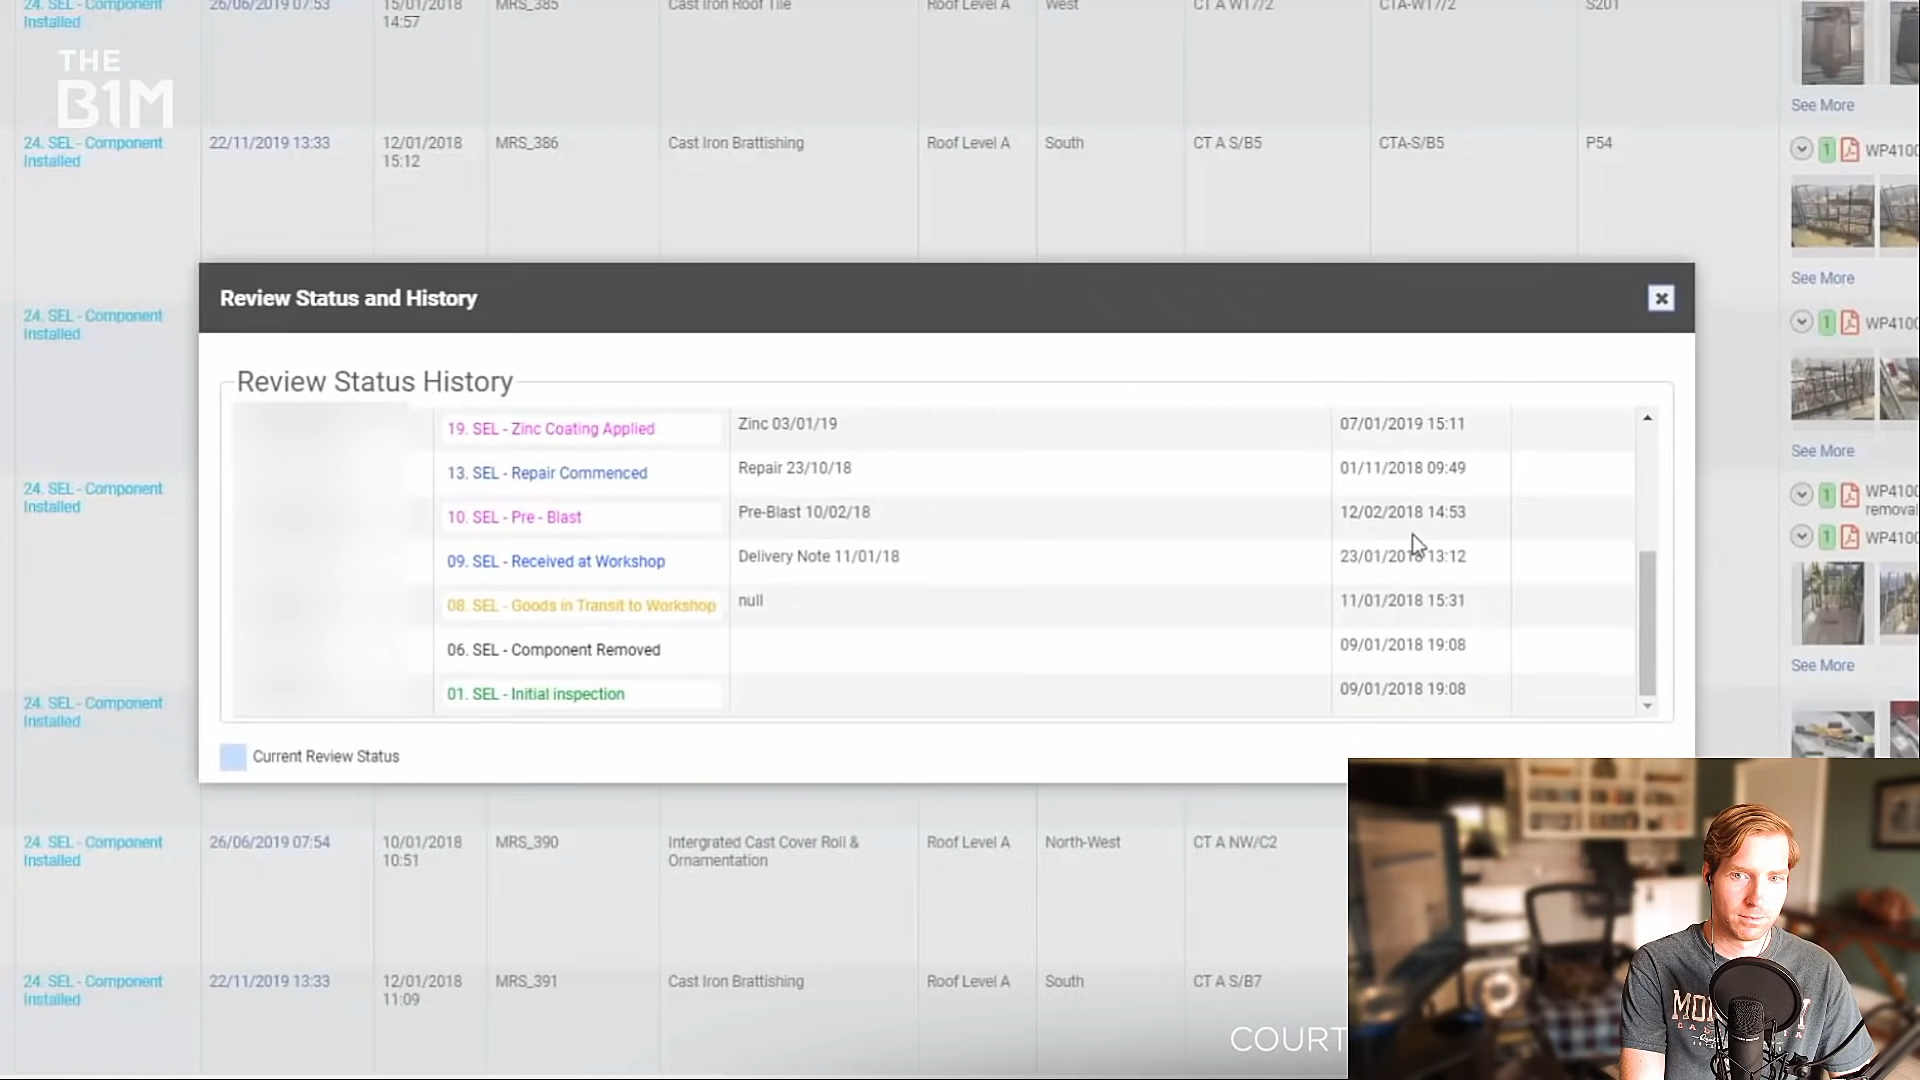 24. SEL - Component
Installed
26/06/2019 07:53
15/01/2018
14:57
MRS_385
Cast Iron Roof Tile
Roof Level A
West
CT A W17//2
CTA-W17/2
S201
THE
B1M
See More
24. SEL - Component
Installed
22/11/2019 13:33
12/01/2018
15:12
MRS_386
Cast Iron Brattishing
Roof Level A
South
CT A S/B5
CTA-S/B5
P54
1
WP4100
See More
24. SEL - Component
Installed
1
WP4100
See More
24. SEL - Component
Installed
1
WP4100
removal
1
WP4100
See More
24. SEL - Component
Installed
Review Status and History
Review Status History
19. SEL - Zinc Coating Applied
Zinc 03/01/19
07/01/2019 15:11
13. SEL - Repair Commenced
Repair 23/10/18
01/11/2018 09:49
10. SEL - Pre - Blast
Pre-Blast 10/02/18
12/02/2018 14:53
09. SEL - Received at Workshop
Delivery Note 11/01/18
23/01/2018 13:12
08. SEL - Goods in Transit to Workshop
null
11/01/2018 15:31
06. SEL - Component Removed
09/01/2018 19:08
01. SEL - Initial inspection
09/01/2018 19:08
Current Review Status
24. SEL - Component
Installed
26/06/2019 07:54
10/01/2018
10:51
MRS_390
Intergrated Cast Cover Roll &
Ornamentation
Roof Level A
North-West
CT A NW/C2
24. SEL - Component
Installed
22/11/2019 13:33
12/01/2018
11:09
MRS_391
Cast Iron Brattishing
Roof Level A
South
CT A S/B7
COURT